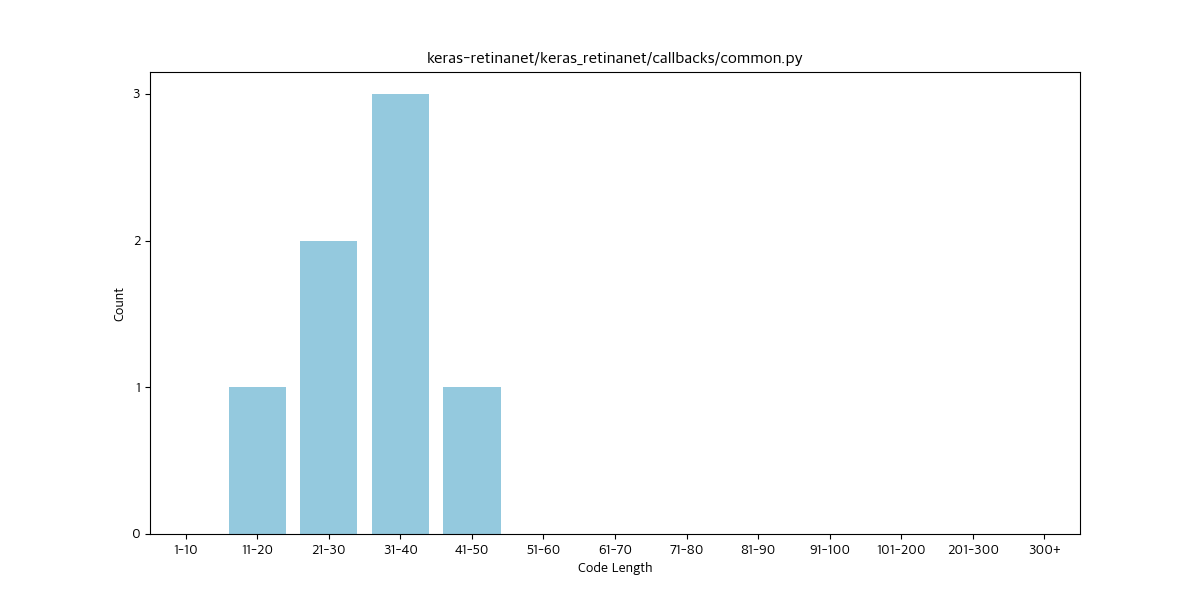 keras-retinanet/keras_retinanet/callbacks/common.py
Count
3
2
1
0
1-10 11-20 21-30 31-40 41-50 51-60 61-70 71-80 81-90 91-100 101-200 201-300 300+
Code Length